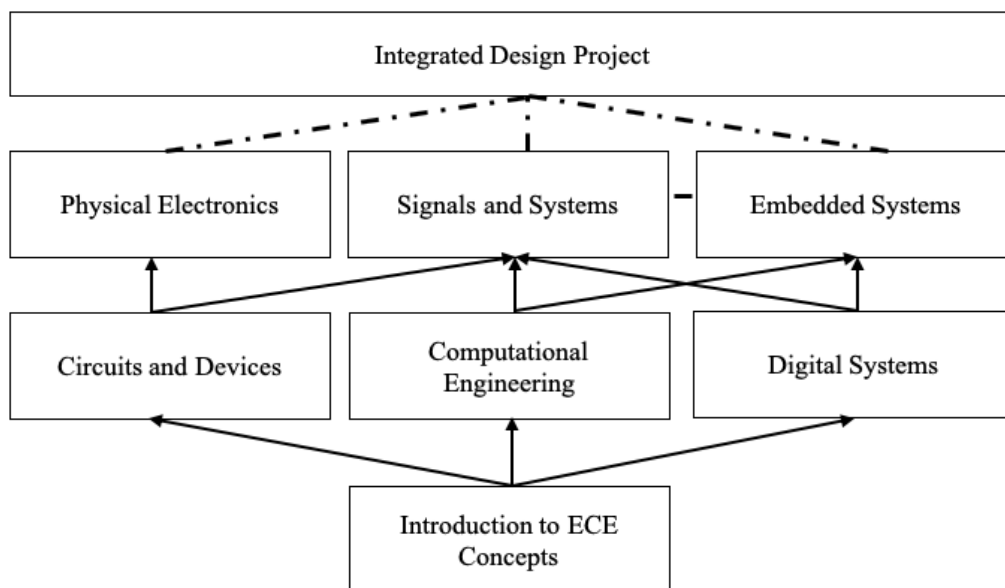 Integrated Design Project
Physical Electronics
Signals and Systems
Embedded Systems
Circuits and Devices
Computational
Engineering
Digital Systems
Introduction to ECE
Concepts